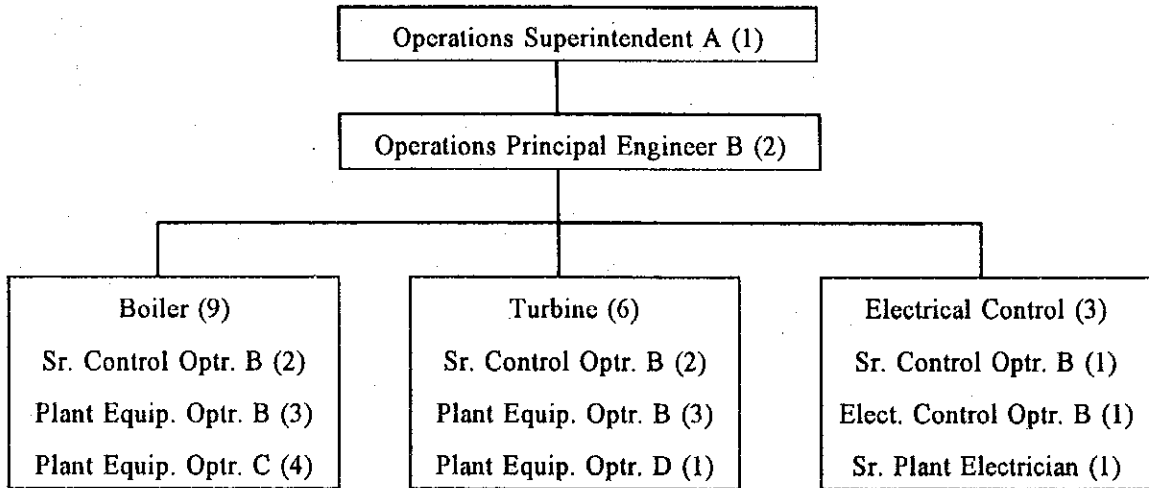 Operations Superintendent A (1)
Operations Principal Engineer B (2)
Boiler (9)
Sr. Control Optr. B (2)
Plant Equip. Optr. B (3)
Plant Equip. Optr. C (4)
Turbine (6)
Sr. Control Optr. B (2)
Plant Equip. Optr. B (3)
Plant Equip. Optr. D (1)
Electrical Control (3)
Sr. Control Optr. B (1)
Elect. Control Optr. B (1)
Sr. Plant Electrician (1)